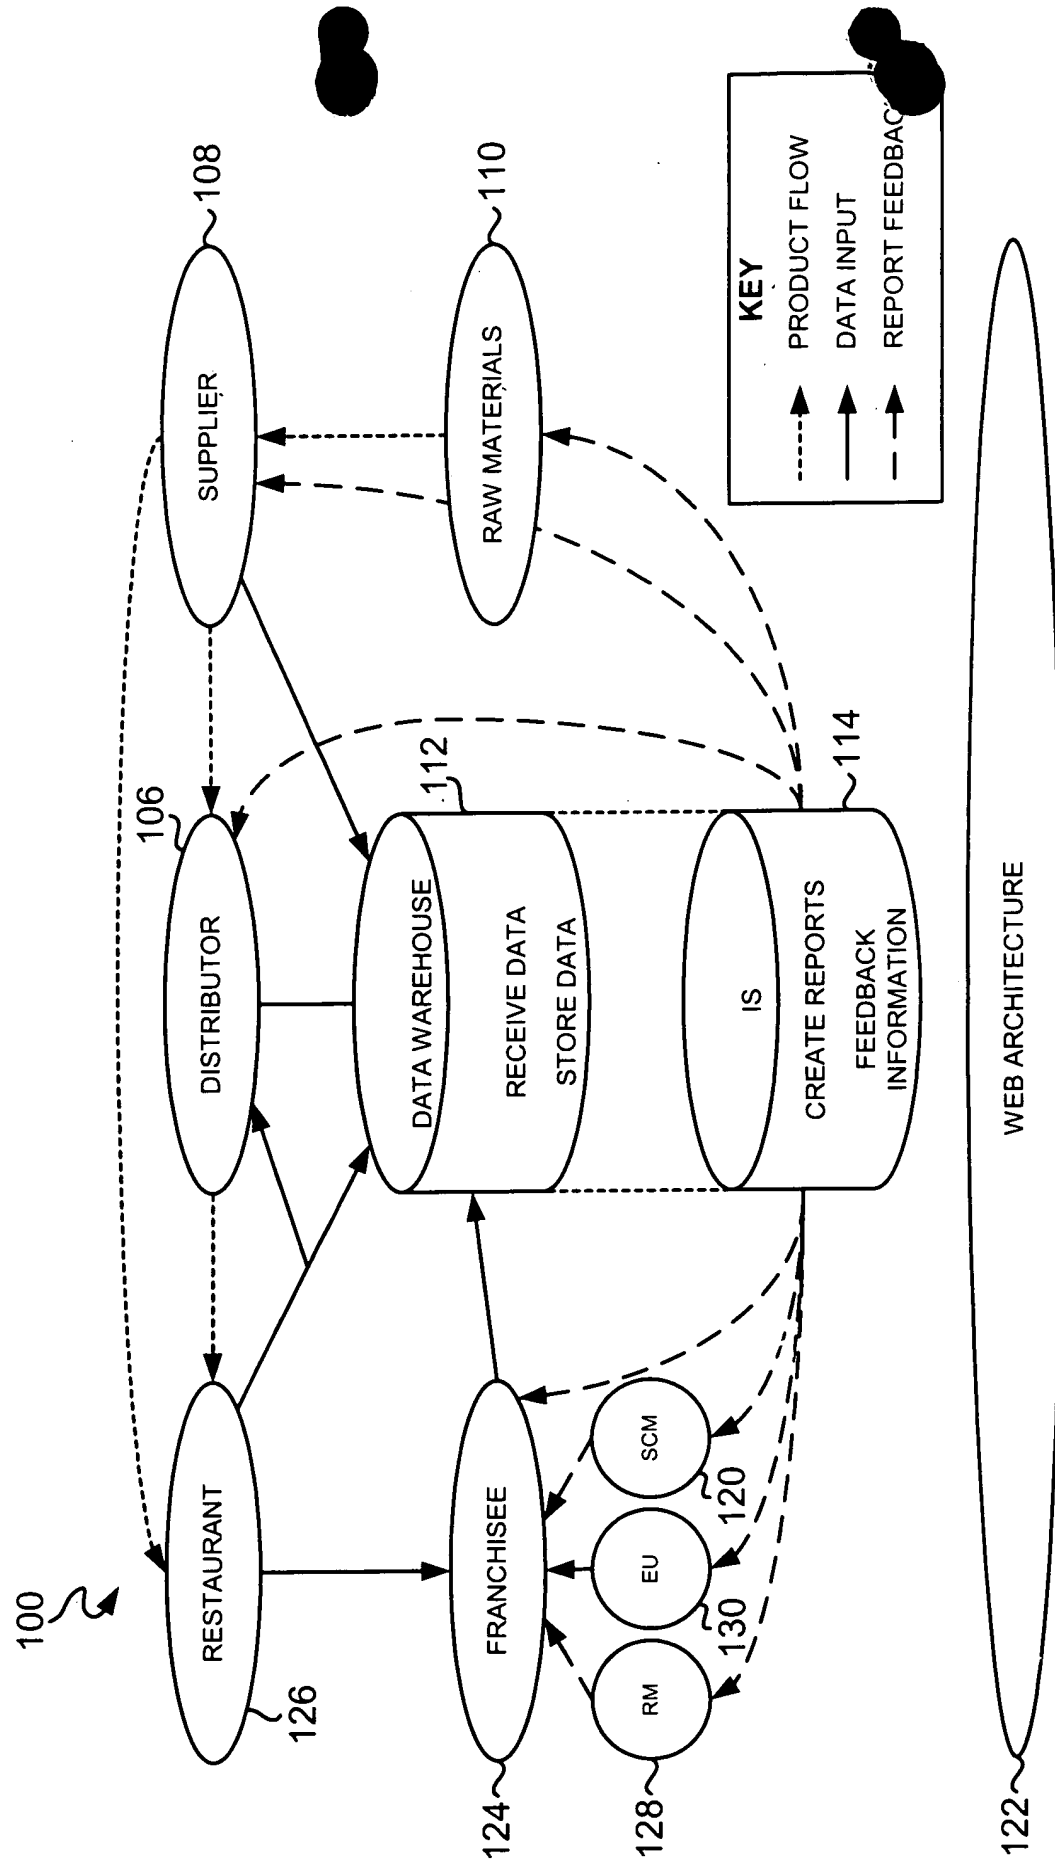 100
RESTAURANT
126
DISTRIBUTOR
106
SUPPLIER
108
FRANCHISEE
124
DATA WAREHOUSE
112
RECEIVE DATA
STORE DATA
RAW MATERIALS
110
RM
128
EU
130
SCM
120
IS
CREATE REPORTS
FEEDBACK
INFORMATION
114
KEY
PRODUCT FLOW
DATA INPUT
REPORT FEEDBAC
WEB ARCHITECTURE
122